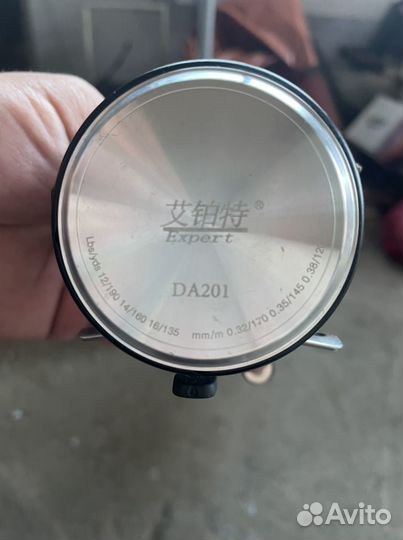 艾铂特®
Expert
DA201
Lbs/yds 12/190 14/160 16/135 mm/m 0.32/170 0.35/145 0.38/120
Avito